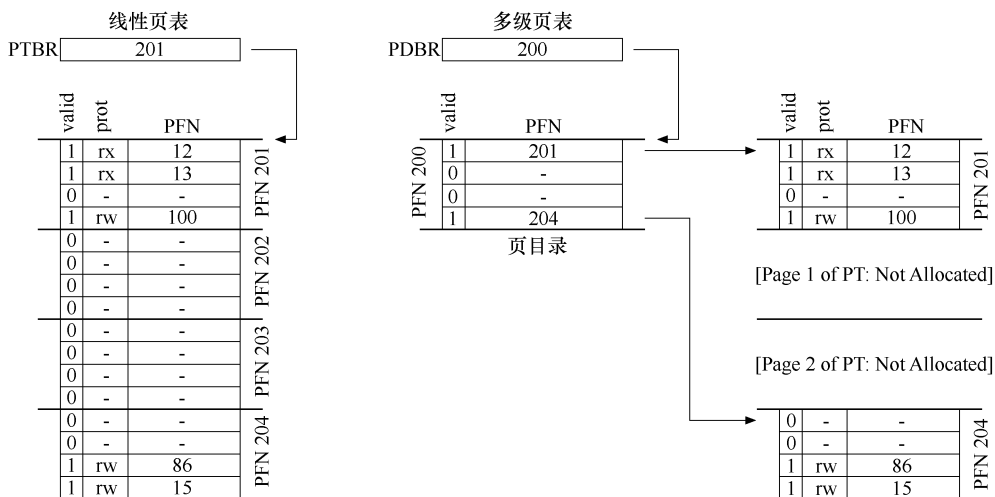 线性页表
PTBR 201
valid prot PFN
1 rx 12
1 rx 13
0 - -
1 rw 100
PFN 201
0 - -
0 - -
0 - -
0 - -
PFN 202
0 - -
0 - -
0 - -
0 - -
PFN 203
0 - -
0 - -
1 rw 86
1 rw 15
PFN 204
多级页表
PDBR 200
valid PFN
PFN 200
1 201
0 -
0 -
1 204
页目录
valid prot PFN
1 rx 12
1 rx 13
0 - -
1 rw 100
PFN 201
[Page 1 of PT: Not Allocated]
[Page 2 of PT: Not Allocated]
0 - -
0 - -
1 rw 86
1 rw 15
PFN 204